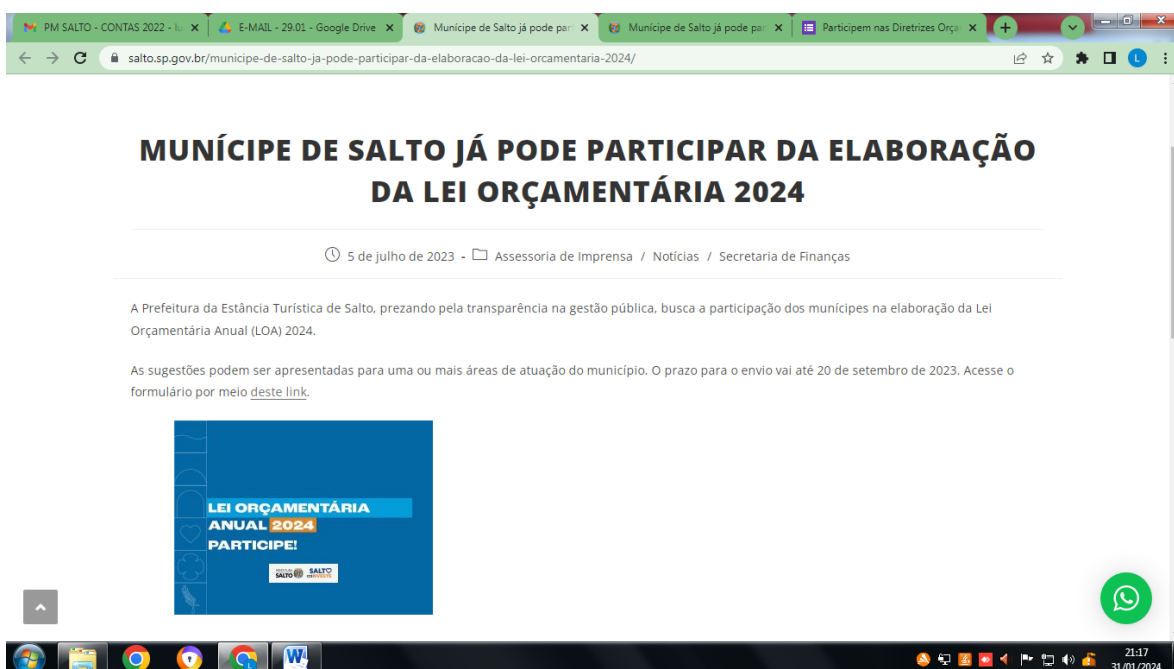 PM SALTO - CONTAS 2022 - lu
E-MAIL - 29.01 - Google Drive
Munícipe de Salto já pode par
Munícipe de Salto já pode par
Participem nas Diretrizes Orça
salto.sp.gov.br/municipe-de-salto-ja-pode-participar-da-elaboracao-da-lei-orcamentaria-2024/
L
MUNÍCIPE DE SALTO JÁ PODE PARTICIPAR DA ELABORAÇÃO
DA LEI ORÇAMENTÁRIA 2024
5 de julho de 2023 - Assessoria de Imprensa / Notícias / Secretaria de Finanças
A Prefeitura da Estância Turística de Salto, prezando pela transparência na gestão pública, busca a participação dos munícipes na elaboração da Lei
Orçamentária Anual (LOA) 2024.
As sugestões podem ser apresentadas para uma ou mais áreas de atuação do município. O prazo para o envio vai até 20 de setembro de 2023. Acesse o
formulário por meio deste link.
LEI ORÇAMENTÁRIA
ANUAL 2024
PARTICIPE!
SALTO SALTO
21:17
31/01/2024